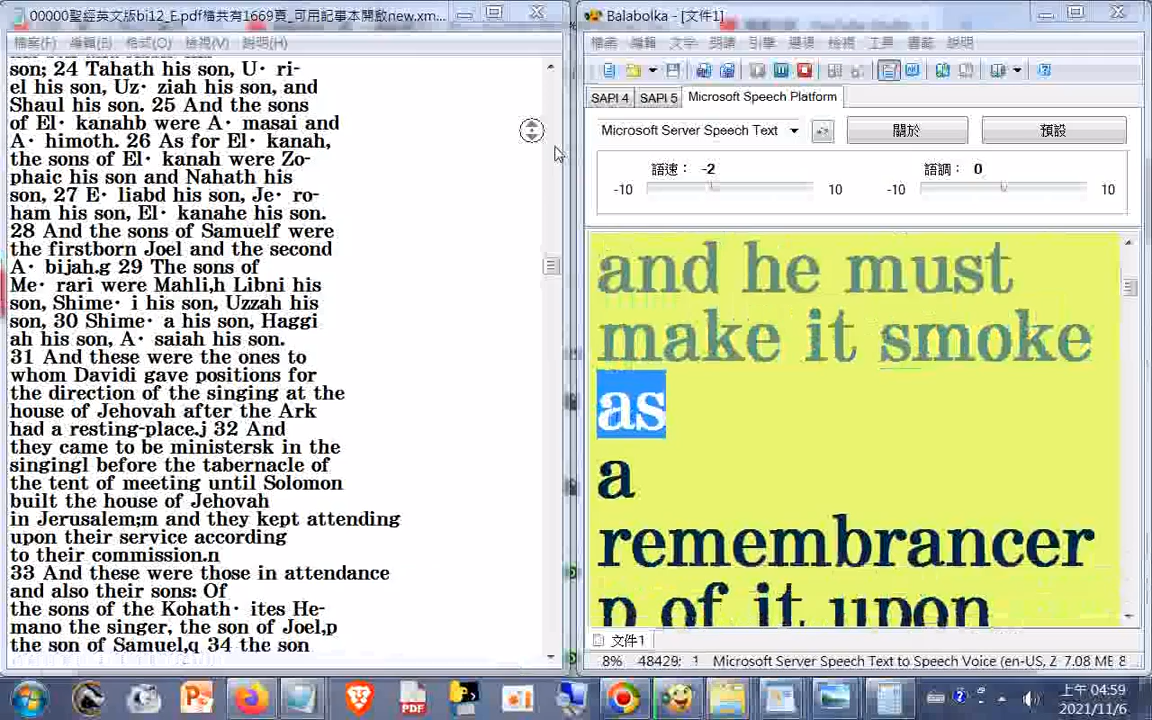 00000聖經英文版bi12_E.pdf檔共有1669頁_可用記事本開啟new.xm...
檔案(F) 編輯(E) 格式(O) 檢視(V) 說明(H)
son; 24 Tahath his son, U· ri-
el his son, Uz· ziah his son, and
Shaul his son. 25 And the sons
of El· kanahb were A· masai and
A· himoth. 26 As for El· kanah,
the sons of El· kanah were Zo-
phaic his son and Nahath his
son, 27 E· liabd his son, Je· ro-
ham his son, El· kanahe his son.
28 And the sons of Samuelf were
the firstborn Joel and the second
A· bijah.g 29 The sons of
Me· rari were Mahli,h Libni his
son, Shime· i his son, Uzzah his
son, 30 Shime· a his son, Haggi
ah his son, A· saiah his son.
31 And these were the ones to
whom Davidi gave positions for
the direction of the singing at the
house of Jehovah after the Ark
had a resting-place.j 32 And
they came to be ministersk in the
singingl before the tabernacle of
the tent of meeting until Solomon
built the house of Jehovah
in Jerusalem;m and they kept attending
upon their service according
to their commission.n
33 And these were those in attendance
and also their sons: Of
the sons of the Kohath· ites He-
mano the singer, the son of Joel,p
the son of Samuel,q 34 the son
Balabolka - [文件1]
檔案 編輯 文字 朗讀 引擎 選項 檢視 工具 書籤 說明
SAPI 4 SAPI 5 Microsoft Speech Platform
Microsoft Server Speech Text 關於 預設
語速： -2 語調： 0
-10 10 -10 10
and he must
make it smoke
as
a
remembrancer
p of it upon
文件1
8% 48429: 1 Microsoft Server Speech Text to Speech Voice (en-US, Z 7.08 MB 8
PDF
上午 04:59
2021/11/6